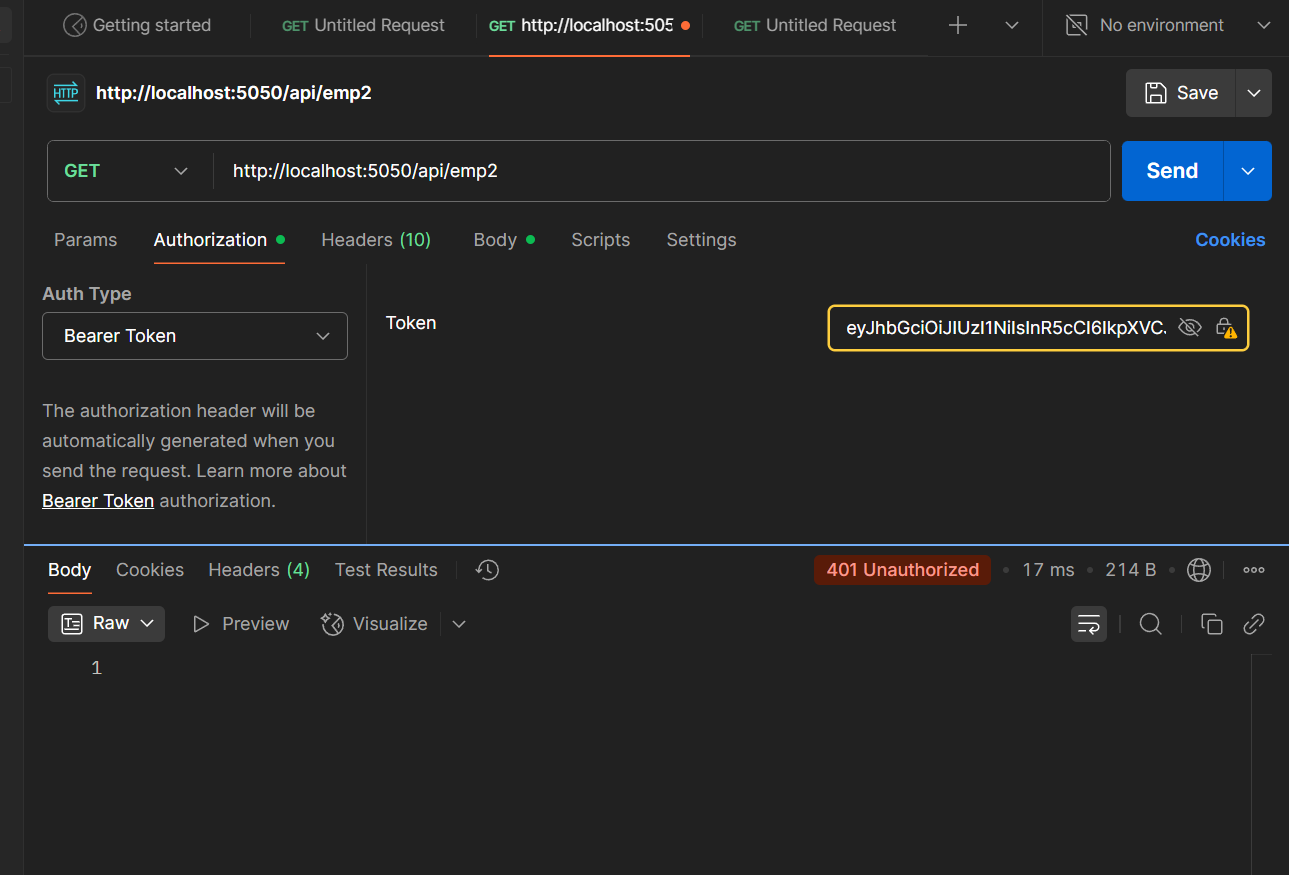 Getting started
GET Untitled Request
GET http://localhost:505
GET Untitled Request
No environment
HTTP http://localhost:5050/api/emp2
Save
GET http://localhost:5050/api/emp2
Send
Params Authorization Headers (10) Body Scripts Settings Cookies
Auth Type
Bearer Token
The authorization header will be
automatically generated when you
send the request. Learn more about
Bearer Token authorization.
Token
eyJhbGciOiJIUzI1NiIsInR5cCI6IkpXVCJ
Body Cookies Headers (4) Test Results
401 Unauthorized • 17 ms • 214 B
Raw Preview Visualize
1